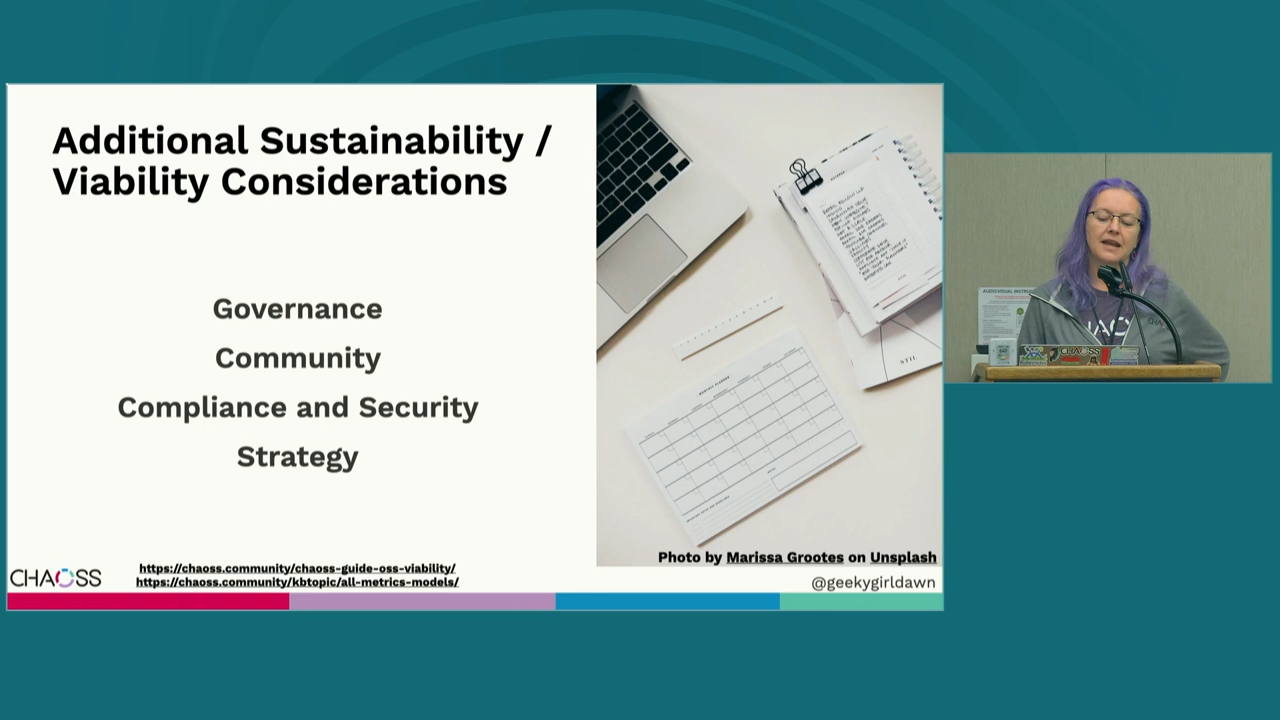 Additional Sustainability /
Viability Considerations
Governance
Community
Compliance and Security
Strategy
Photo by Marissa Grootes on Unsplash
CHAOSS
https://chaoss.community/chaoss-guide-oss-viability/
https://chaoss.community/kbtopic/all-metrics-models/
@geekygirldawn
CHAOSS